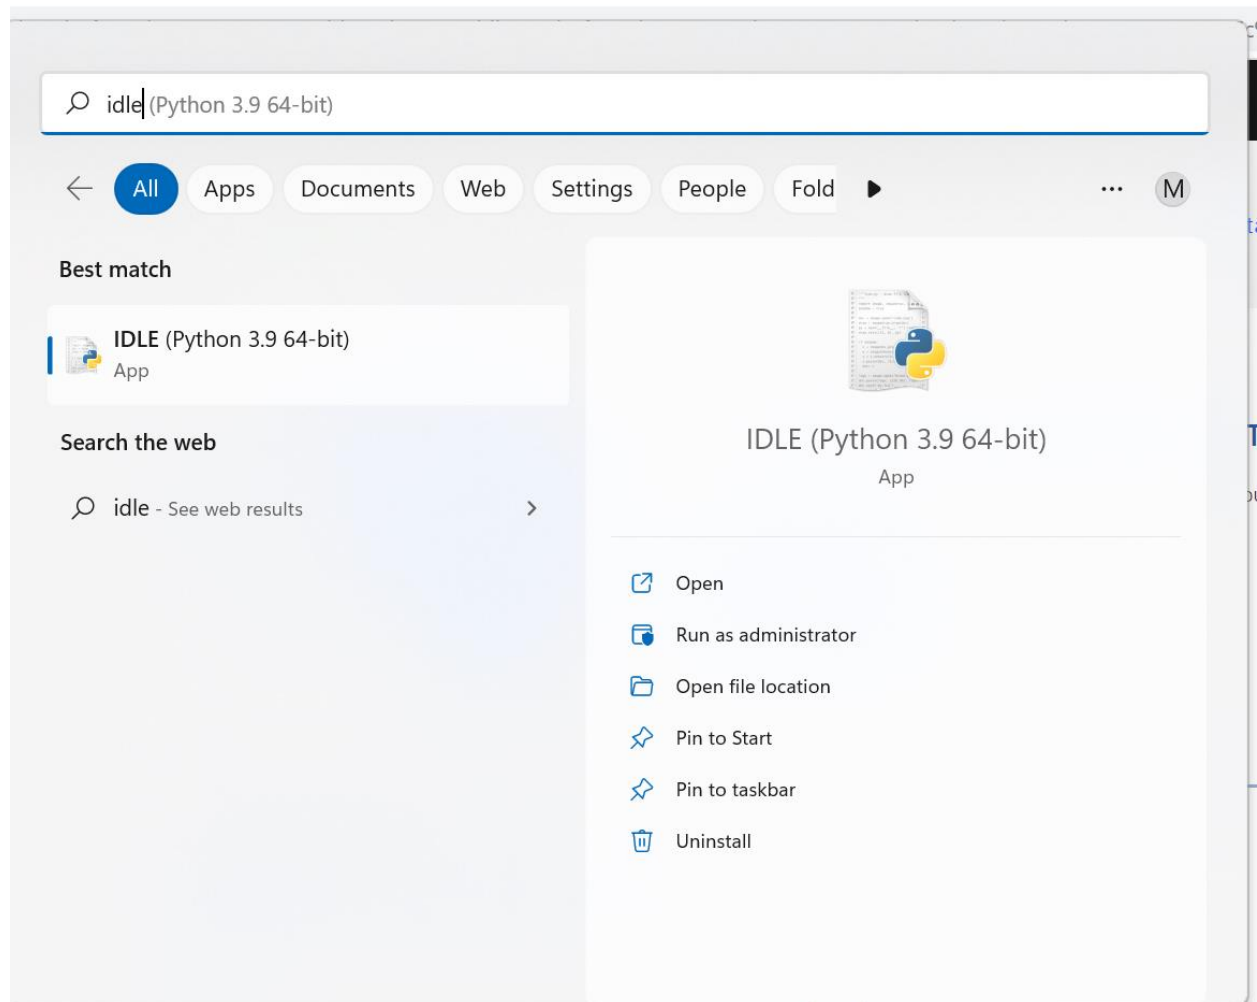 idle (Python 3.9 64-bit)
All Apps Documents Web Settings People Fold M
Best match
IDLE (Python 3.9 64-bit)
App
Search the web
idle - See web results
IDLE (Python 3.9 64-bit)
App
Open
Run as administrator
Open file location
Pin to Start
Pin to taskbar
Uninstall